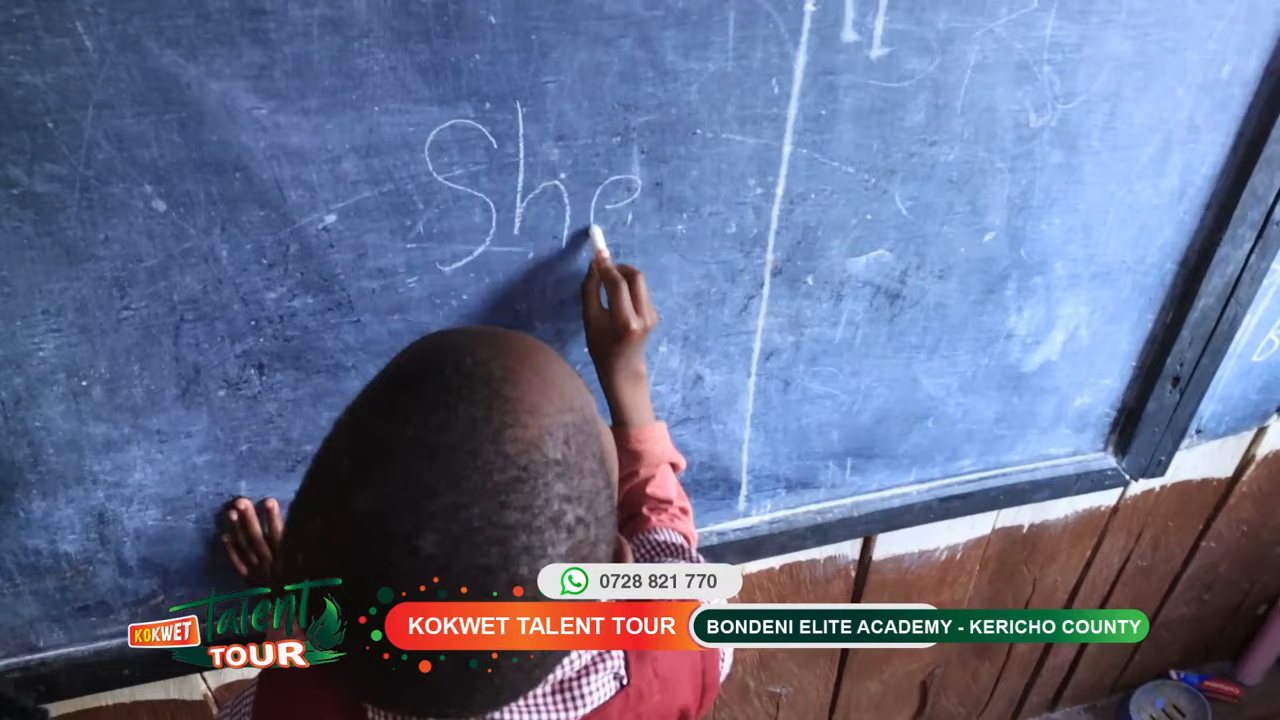 She
0728 821 770
KOKWET TALENT TOUR
BONDENI ELITE ACADEMY - KERICHO COUNTY
KOKWET
Talent
TOUR